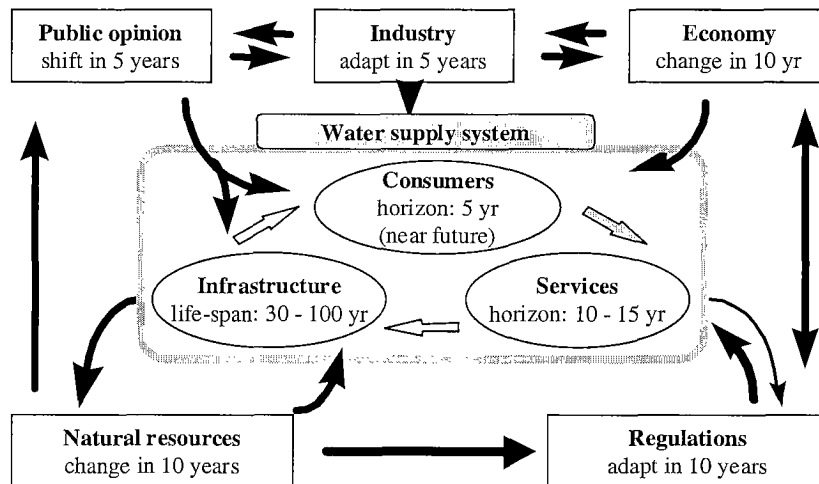 Public opinion
shift in 5 years
Industry
adapt in 5 years
Economy
change in 10 yr
Water supply system
Consumers
horizon: 5 yr
(near future)
Infrastructure
life-span: 30 - 100 yr
Services
horizon: 10 - 15 yr
Natural resources
change in 10 years
Regulations
adapt in 10 years